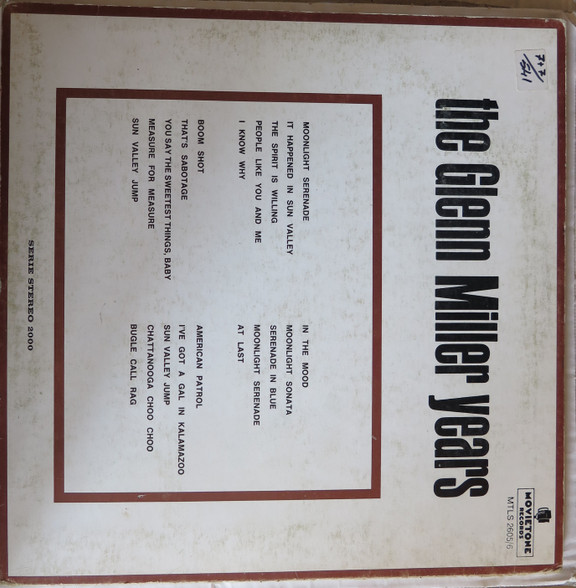 7+7
/541
the Glenn Miller years
MOVIETONE
RECORDS
MTLS 2605/6
MOONLIGHT SERENADE
IT HAPPENED IN SUN VALLEY
THE SPIRIT IS WILLING
PEOPLE LIKE YOU AND ME
I KNOW WHY
IN THE MOOD
MOONLIGHT SONATA
SERENADE IN BLUE
MOONLIGHT SERENADE
AT LAST
BOOM SHOT
THAT'S SABOTAGE
YOU SAY THE SWEETEST THINGS, BABY
MEASURE FOR MEASURE
SUN VALLEY JUMP
AMERICAN PATROL
I'VE GOT A GAL IN KALAMAZOO
SUN VALLEY JUMP
CHATTANOOGA CHOO CHOO
BUGLE CALL RAG
SERIE STEREO 2000